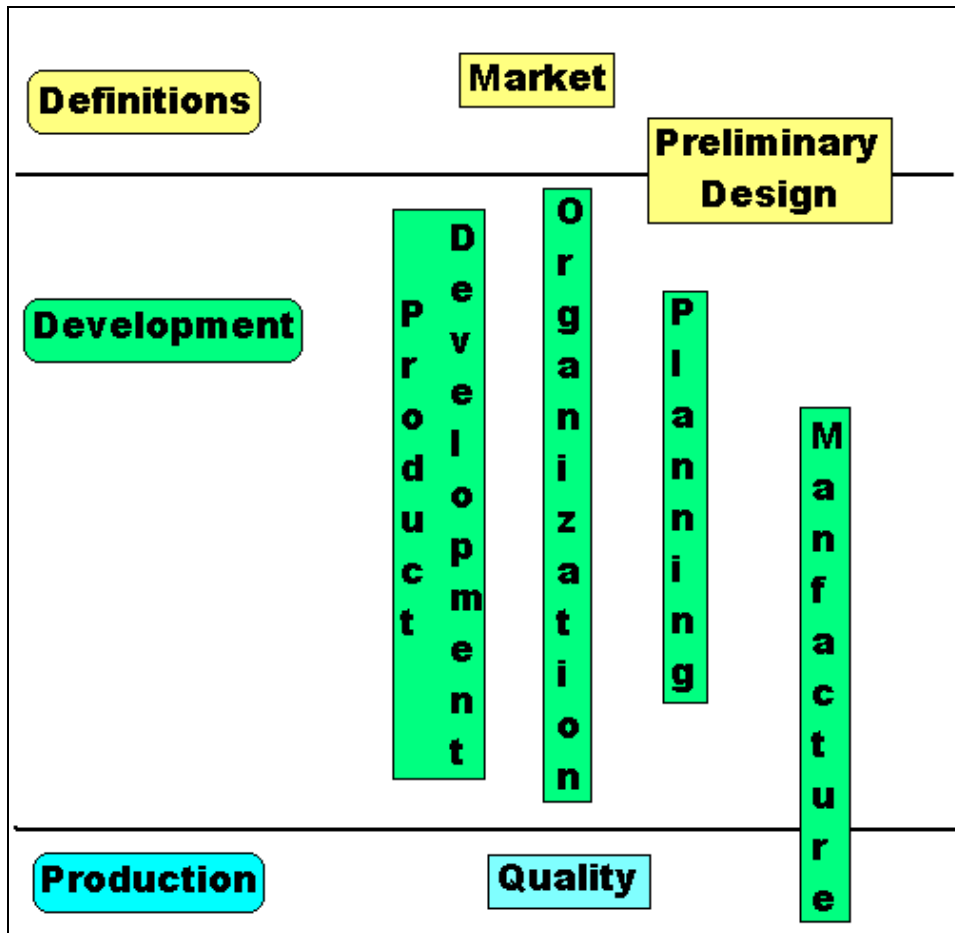 Definitions
Market
Preliminary
Design
Development
Product
Development
Organization
Planning
Manfacture
Production
Quality